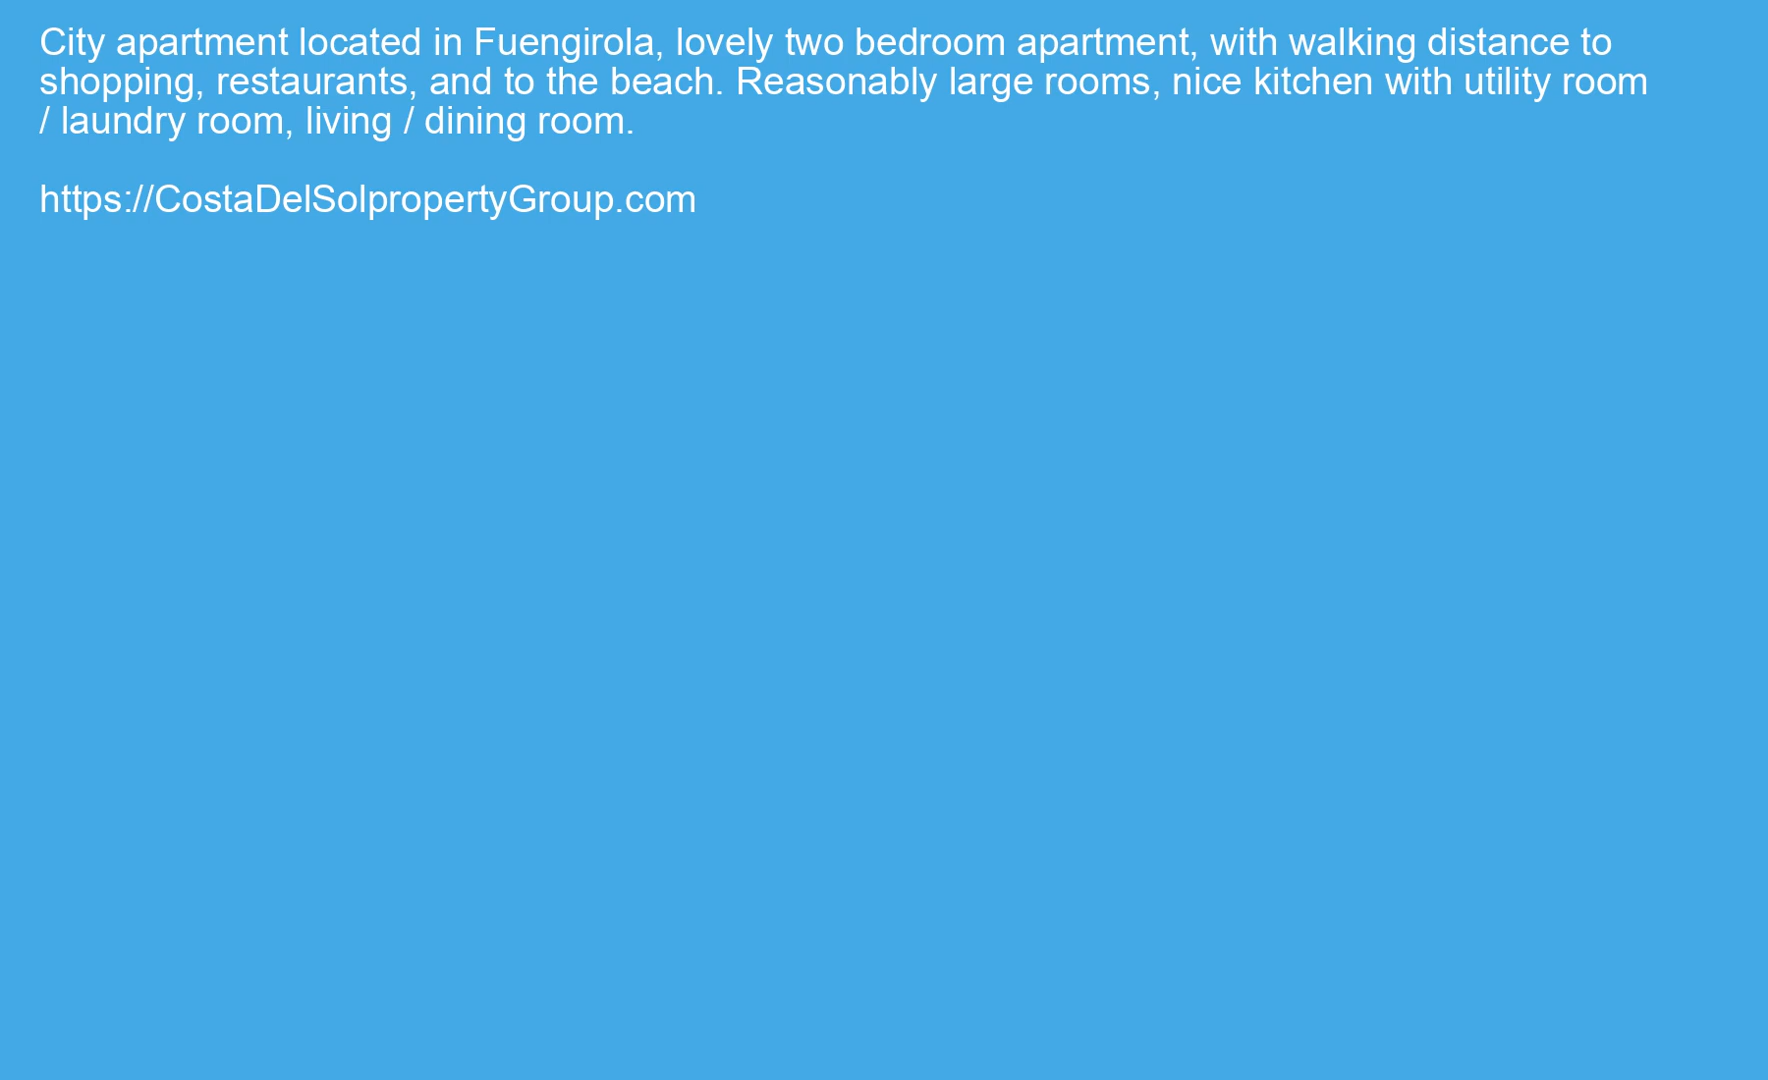 City apartment located in Fuengirola, lovely two bedroom apartment, with walking distance to
shopping, restaurants, and to the beach. Reasonably large rooms, nice kitchen with utility room
/ laundry room, living / dining room.
https://CostaDelSolpropertyGroup.com